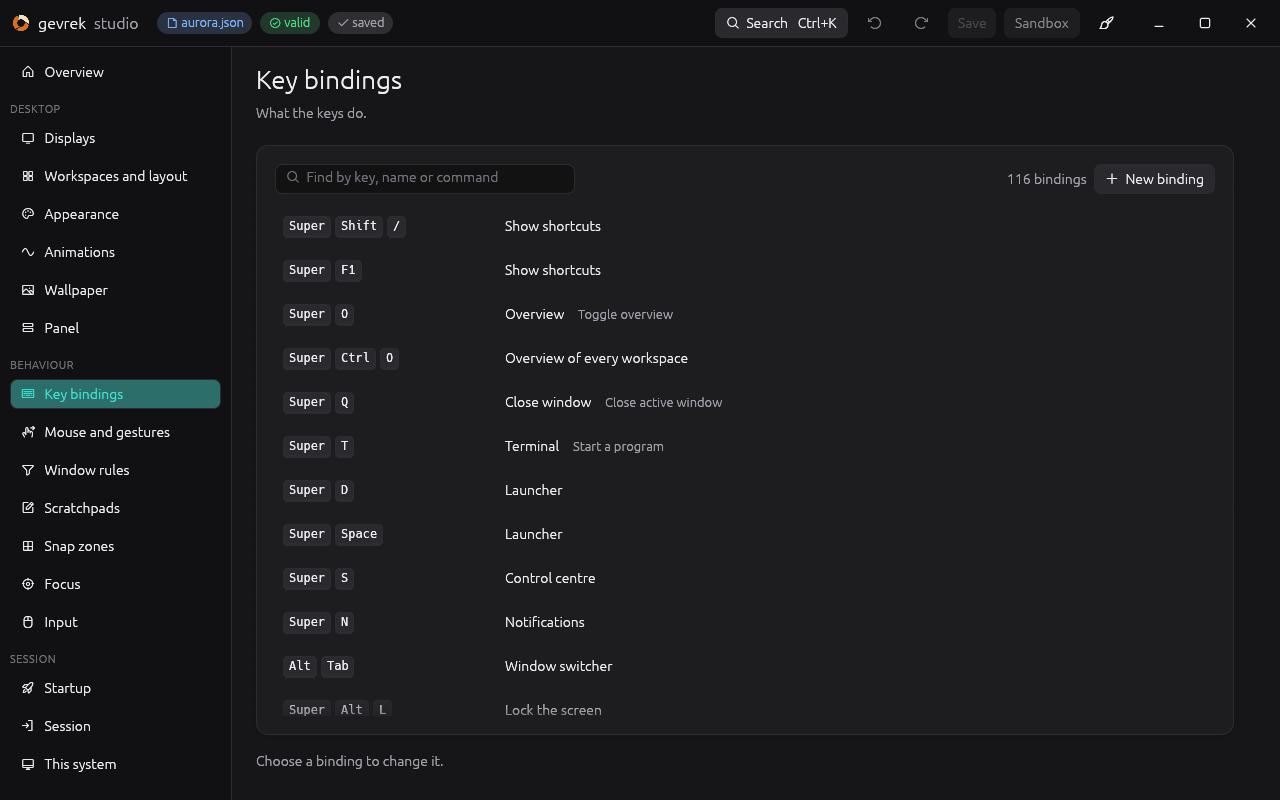 gevrek studio aurora.json valid saved Search Ctrl+K Save Sandbox
Overview
DESKTOP
Displays
Workspaces and layout
Appearance
Animations
Wallpaper
Panel
BEHAVIOUR
Key bindings
Mouse and gestures
Window rules
Scratchpads
Snap zones
Focus
Input
SESSION
Startup
Session
This system
Key bindings
What the keys do.
Find by key, name or command 116 bindings + New binding
Super Shift / Show shortcuts
Super F1 Show shortcuts
Super O Overview Toggle overview
Super Ctrl O Overview of every workspace
Super Q Close window Close active window
Super T Terminal Start a program
Super D Launcher
Super Space Launcher
Super S Control centre
Super N Notifications
Alt Tab Window switcher
Super Alt L Lock the screen
Choose a binding to change it.